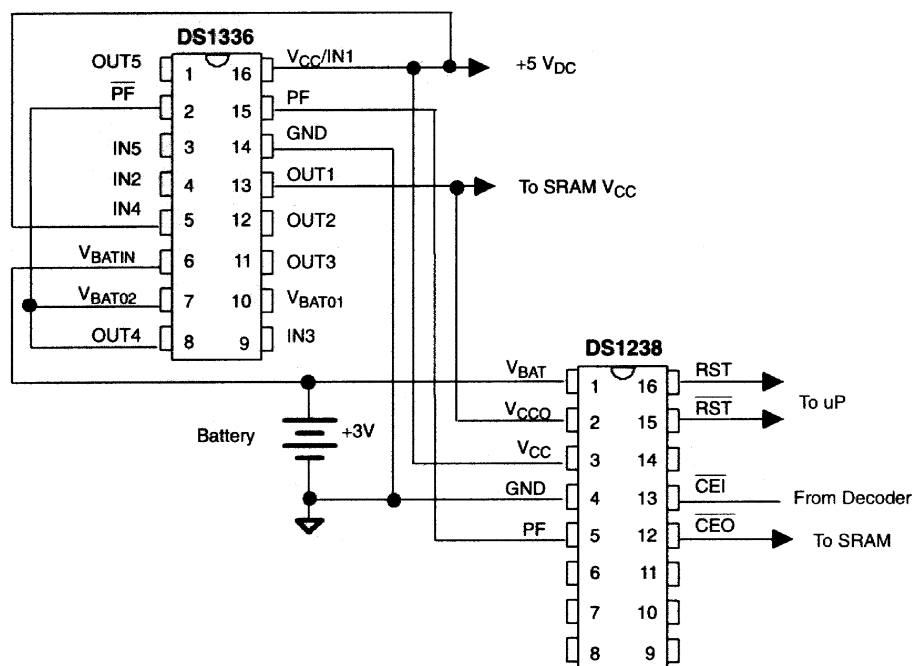 DS1336
OUT5 1 16 VCC/IN1 +5 VDC
PF 2 15 PF
IN5 3 14 GND
IN2 4 13 OUT1 To SRAM VCC
IN4 5 12 OUT2
VBATIN 6 11 OUT3
VBAT02 7 10 VBAT01
OUT4 8 9 IN3
DS1238
VBAT 1 16 RST
To uP
VCCO 2 15 RST
Battery +3V
VCC 3 14
GND 4 13 CEI From Decoder
PF 5 12 CEO To SRAM
6 11
7 10
8 9